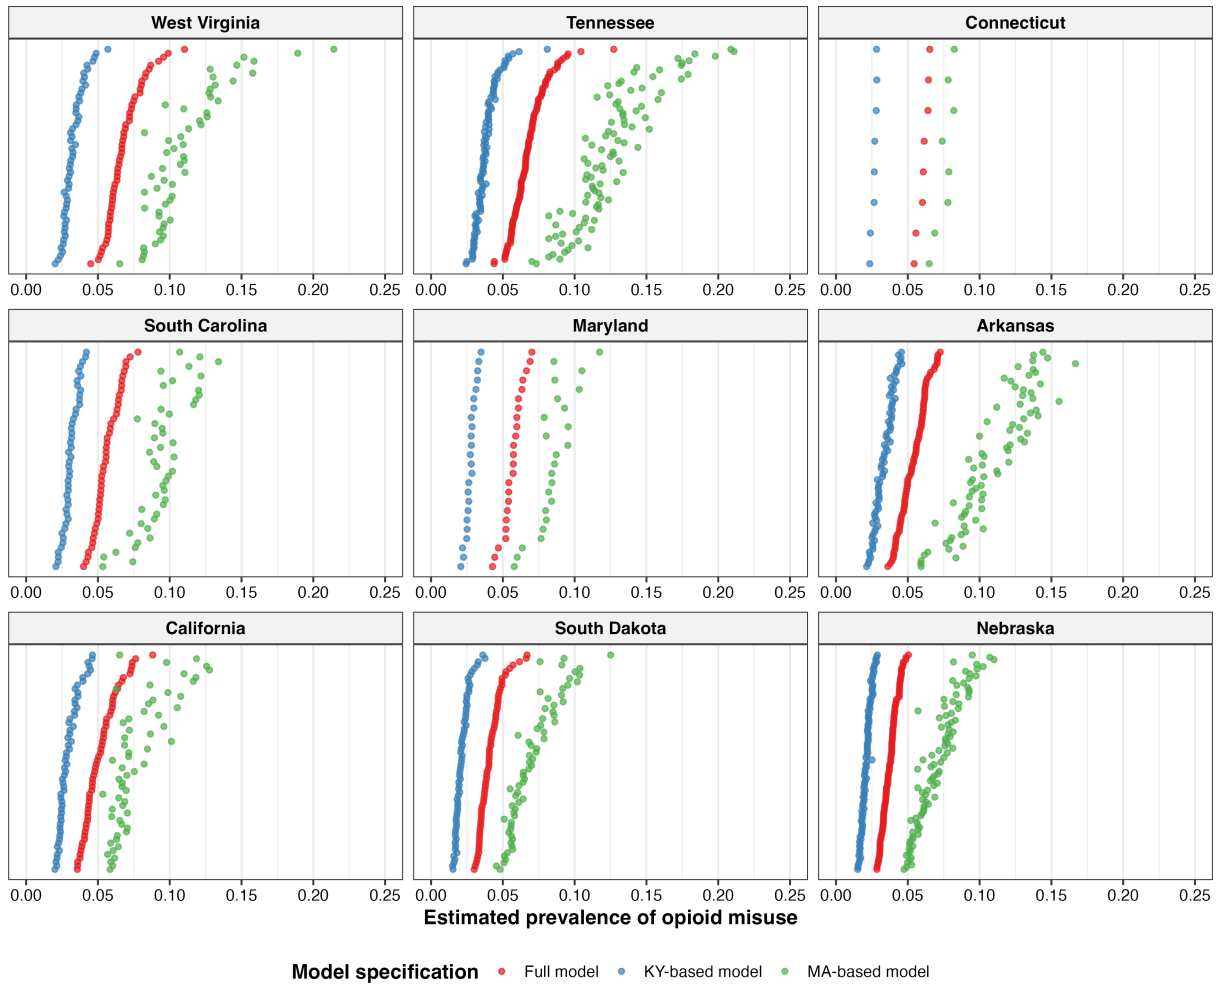 West Virginia
Tennessee
Connecticut
0.00 0.05 0.10 0.15 0.20 0.25
0.00 0.05 0.10 0.15 0.20 0.25
0.00 0.05 0.10 0.15 0.20 0.25
South Carolina
Maryland
Arkansas
0.00 0.05 0.10 0.15 0.20 0.25
0.00 0.05 0.10 0.15 0.20 0.25
0.00 0.05 0.10 0.15 0.20 0.25
California
South Dakota
Nebraska
0.00 0.05 0.10 0.15 0.20 0.25
0.00 0.05 0.10 0.15 0.20 0.25
0.00 0.05 0.10 0.15 0.20 0.25
Estimated prevalence of opioid misuse
Model specification Full model KY-based model MA-based model